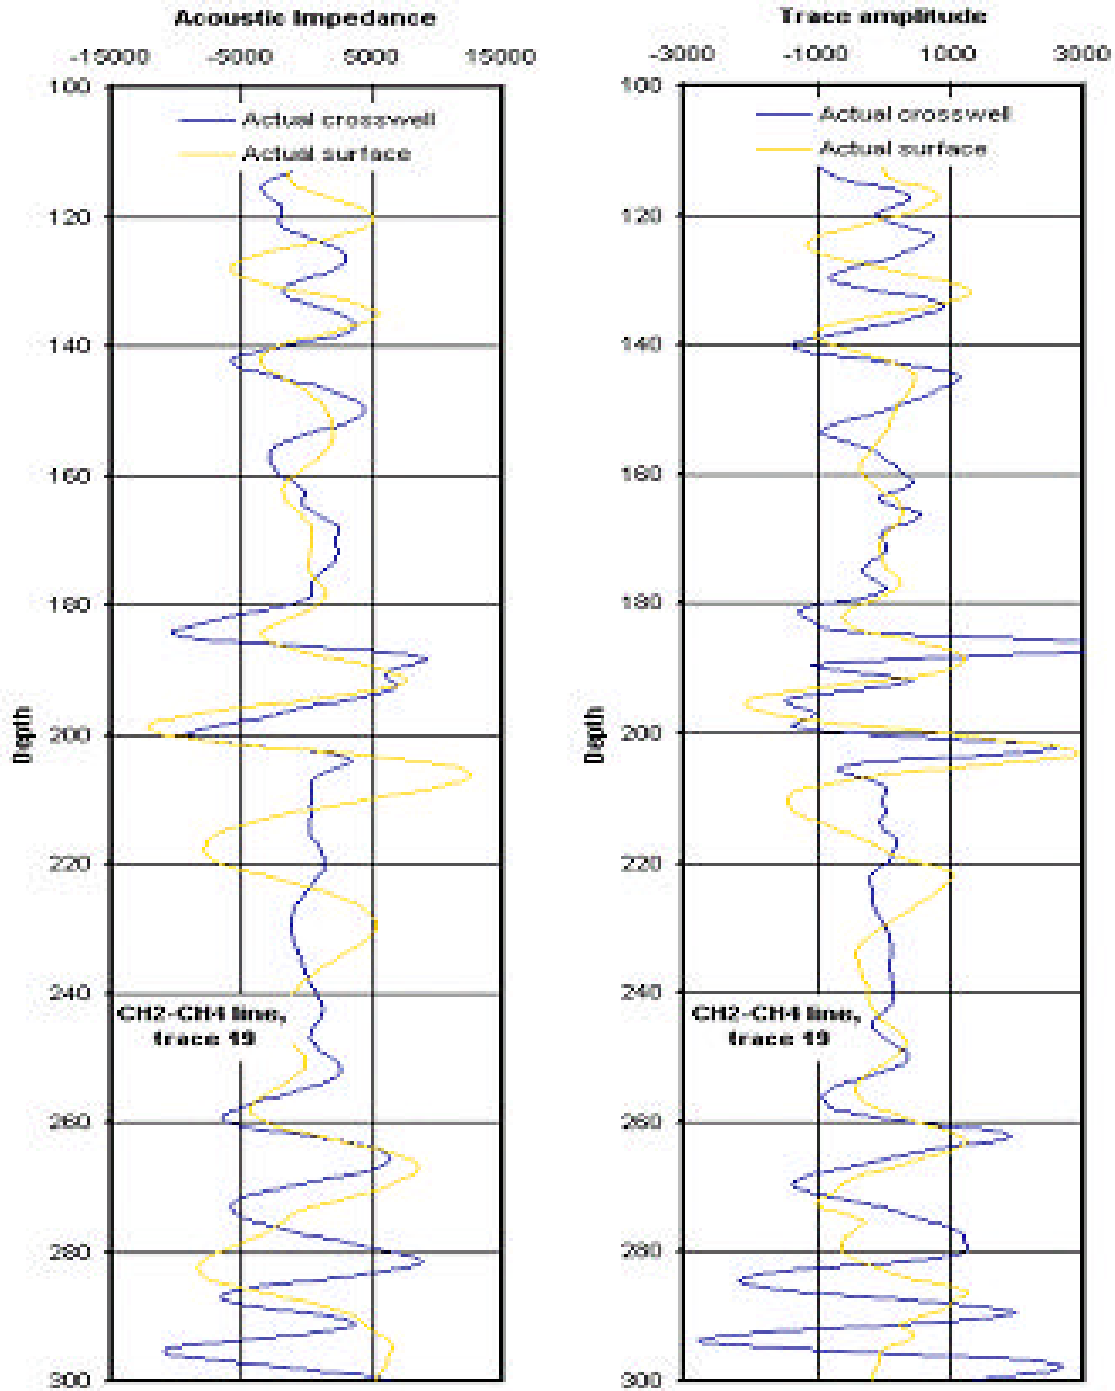 Acoustic Impedance
-15000 -5000 5000 15000
Actual crosswell
Actual surface
100
120
140
160
180
200
220
240
260
280
300
Depth
CH2-CH4 line,
trace 19
Trace amplitude
-3000 -1000 1000 3000
Actual crosswell
Actual surface
100
120
140
160
180
200
220
240
260
280
300
Depth
CH2-CH4 line,
trace 19